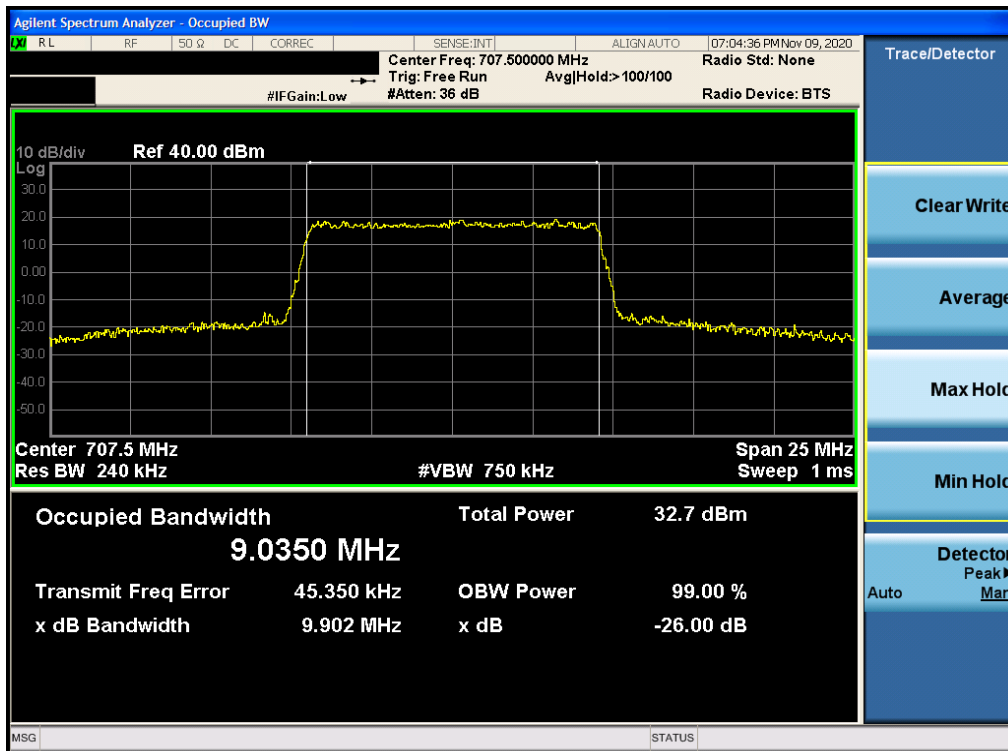 Agilent Spectrum Analyzer - Occupied BW
LXI RL RF 50 Ω DC CORREC SENSE:INT ALIGN AUTO 07:04:36 PM Nov 09, 2020
Center Freq: 707.500000 MHz Radio Std: None
Trig: Free Run Avg|Hold:> 100/100
#IFGain:Low #Atten: 36 dB Radio Device: BTS
10 dB/div Ref 40.00 dBm
Log
30.0
20.0
10.0
0.00
-10.0
-20.0
-30.0
-40.0
-50.0
Center 707.5 MHz Span 25 MHz
Res BW 240 kHz #VBW 750 kHz Sweep 1 ms
Occupied Bandwidth Total Power 32.7 dBm
9.0350 MHz
Transmit Freq Error 45.350 kHz OBW Power 99.00 %
x dB Bandwidth 9.902 MHz x dB -26.00 dB
MSG STATUS
Trace/Detector
Clear Write
Average
Max Hold
Min Hold
Detector
Peak▶
Auto Man